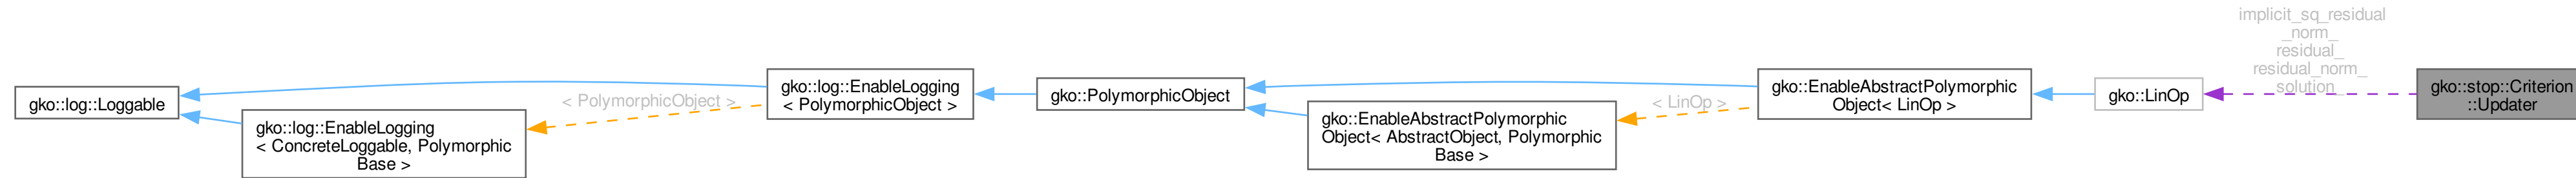 gko::log::Loggable
gko::log::EnableLogging
< ConcreteLoggable, Polymorphic
Base >
< PolymorphicObject >
gko::log::EnableLogging
< PolymorphicObject >
gko::PolymorphicObject
gko::EnableAbstractPolymorphic
Object< AbstractObject, Polymorphic
Base >
< LinOp >
gko::EnableAbstractPolymorphic
Object< LinOp >
gko::LinOp
implicit_sq_residual
_norm_
residual_
residual_norm_
solution_
gko::stop::Criterion
::Updater